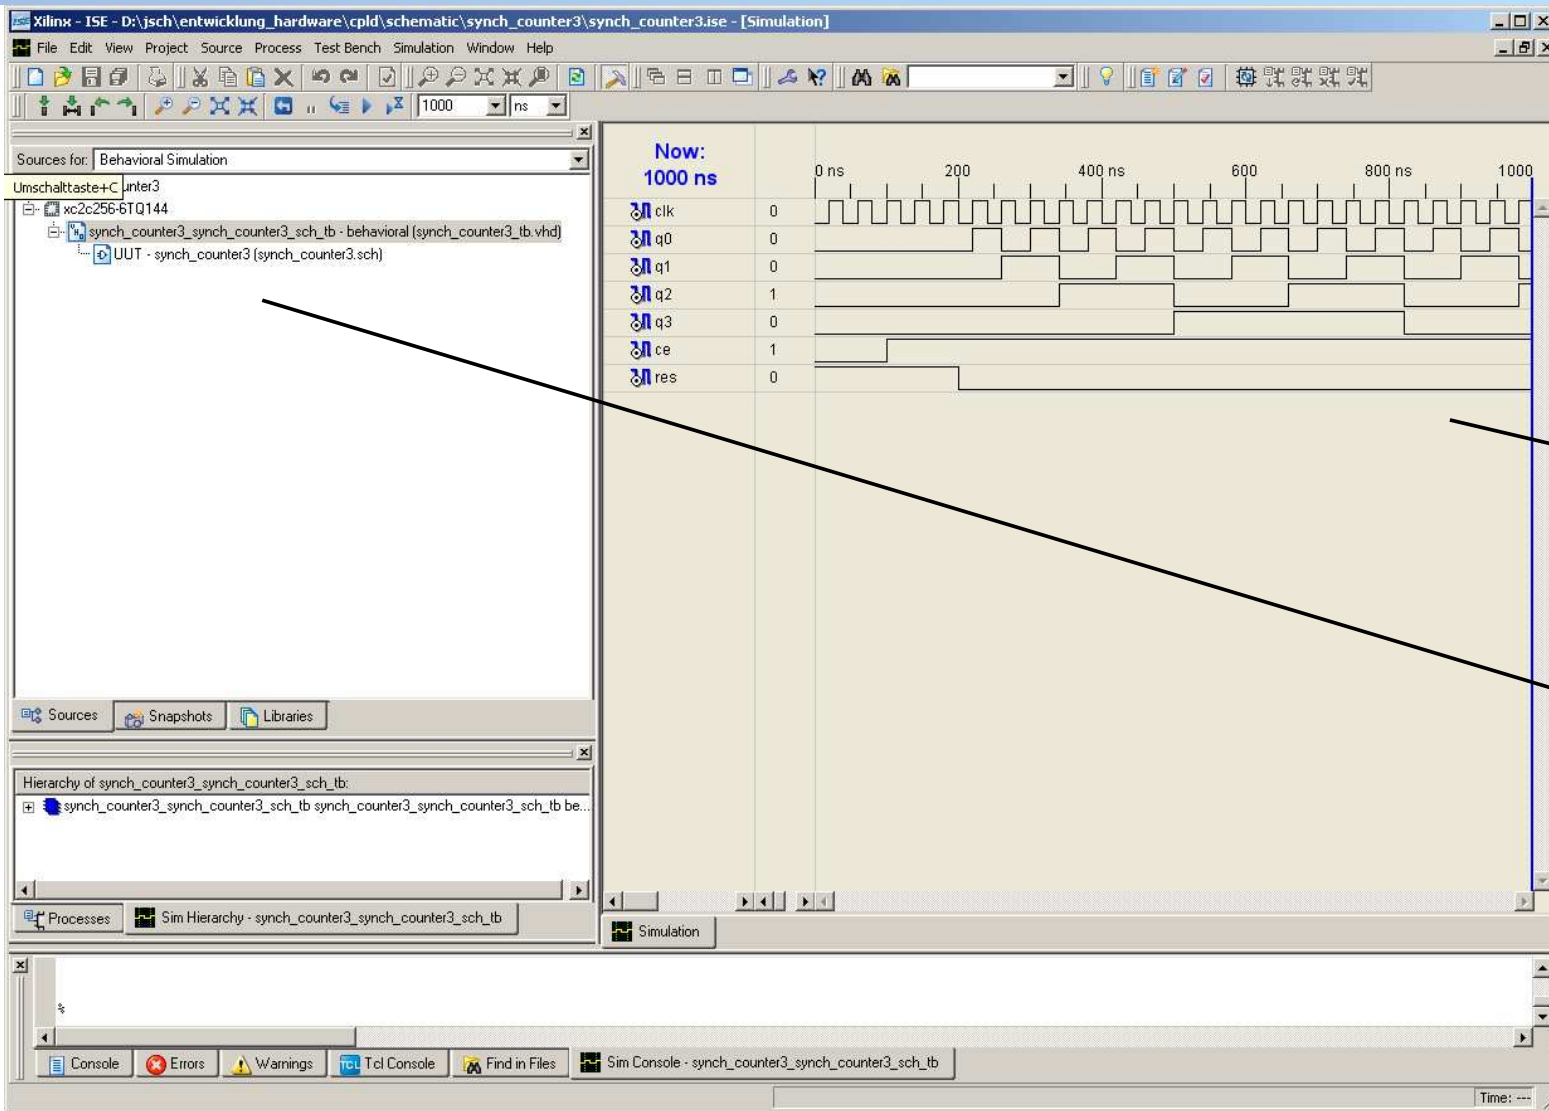 Xilinx - ISE - D:\jsch\entwicklung_hardware\cpld\schematic\synch_counter3\synch_counter3.ise - [Simulation]
File Edit View Project Source Process Test Bench Simulation Window Help
1000 ns
Sources for: Behavioral Simulation
Umschalttaste+C unter3
xc2c256-6TQ144
synch_counter3_synch_counter3_sch_tb - behavioral (synch_counter3_tb.vhd)
UUT - synch_counter3 (synch_counter3.sch)
Sources Snapshots Libraries
Hierarchy of synch_counter3_synch_counter3_sch_tb:
synch_counter3_synch_counter3_sch_tb synch_counter3_synch_counter3_sch_tb be...
Processes Sim Hierarchy - synch_counter3_synch_counter3_sch_tb
Now:
1000 ns
0 ns 200 400 ns 600 800 ns 1000
clk 0
q0 0
q1 0
q2 1
q3 0
ce 1
res 0
Simulation
%
Console Errors Warnings TCL Tcl Console Find in Files Sim Console - synch_counter3_synch_counter3_sch_tb
Time: ---